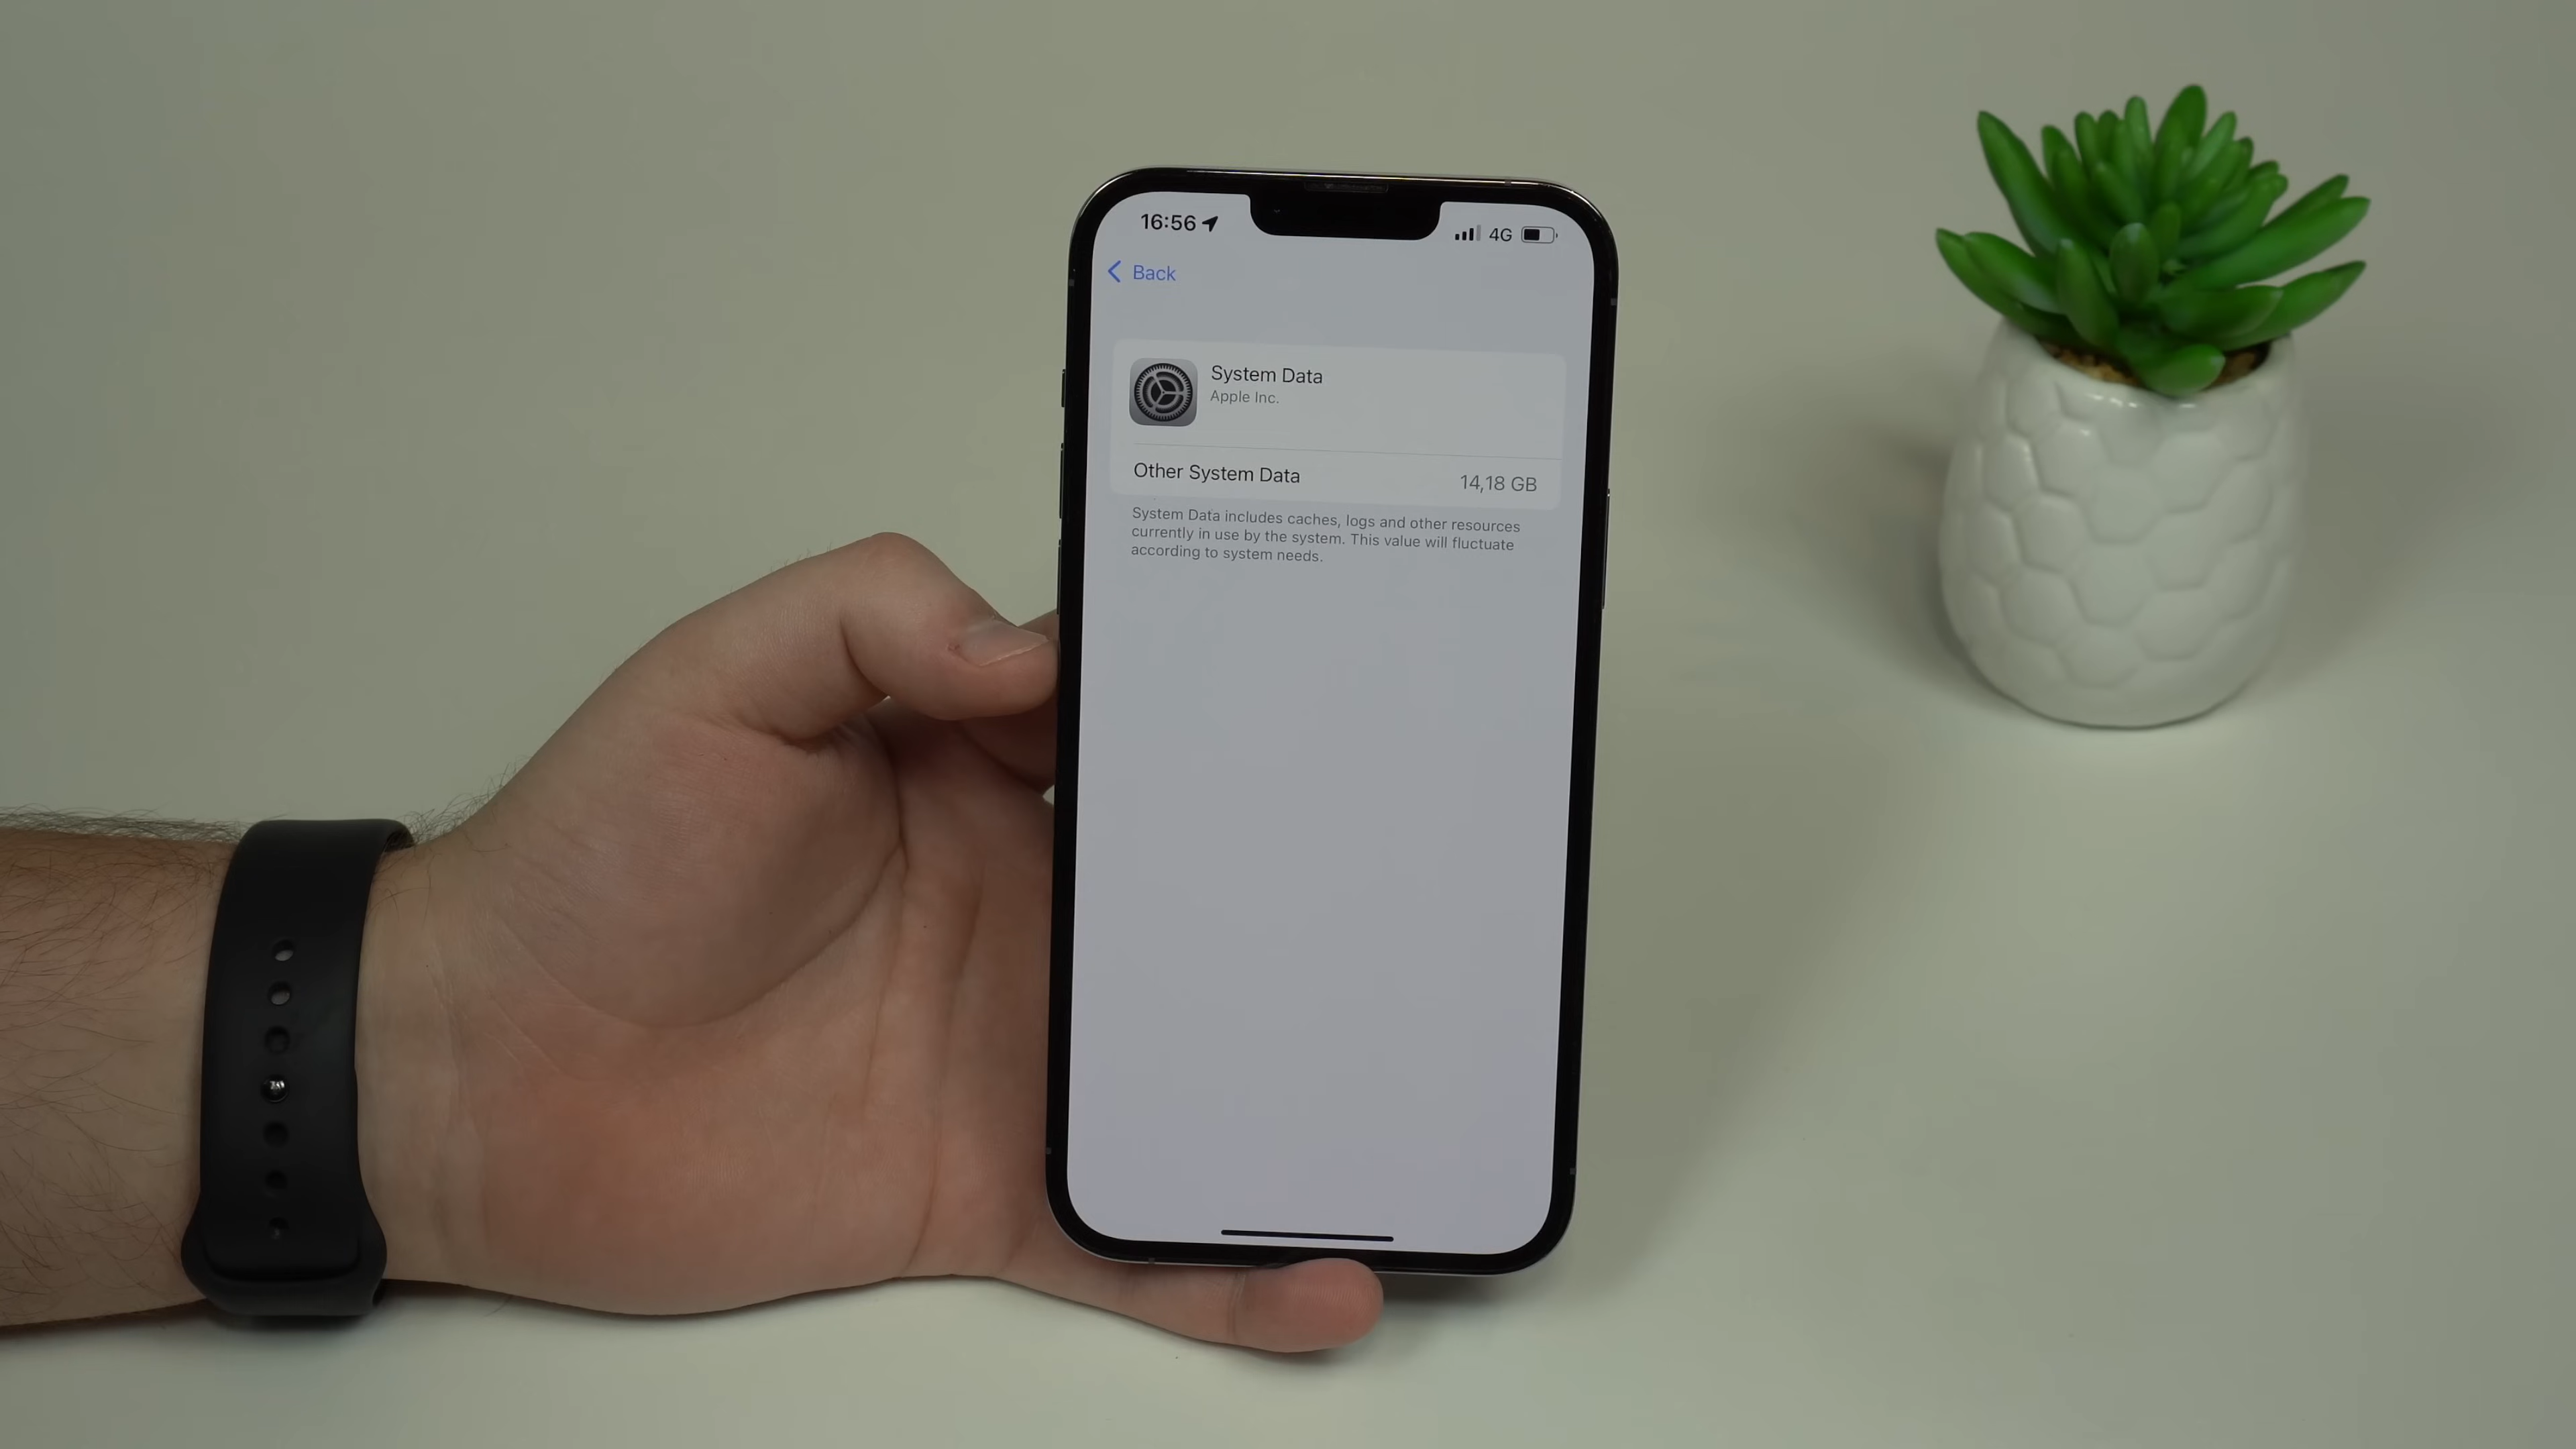 16:56
4G
Back
System Data
Apple Inc.
Other System Data
14,18 GB
System Data includes caches, logs and other resources
currently in use by the system. This value will fluctuate
according to system needs.